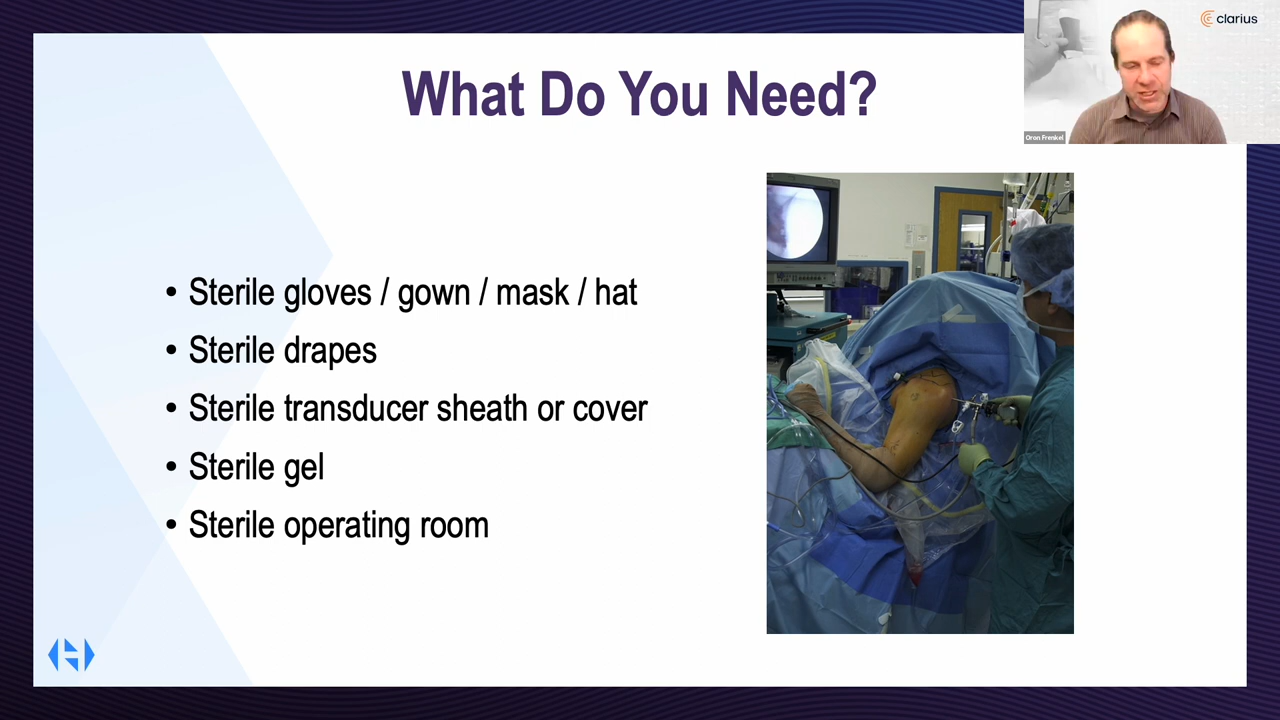 What Do You Need?
clarius
Oron Frenkel
• Sterile gloves / gown / mask / hat
• Sterile drapes
• Sterile transducer sheath or cover
• Sterile gel
• Sterile operating room